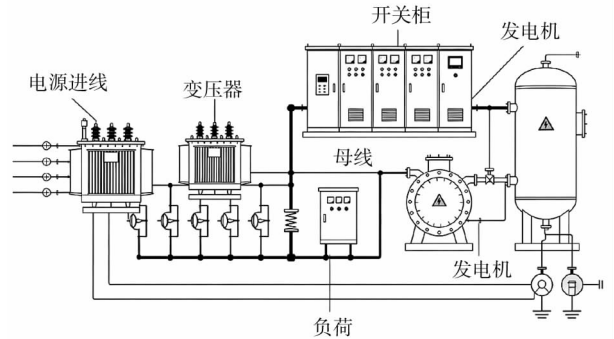 开关柜
发电机
电源进线
变压器
母线
发电机
负荷